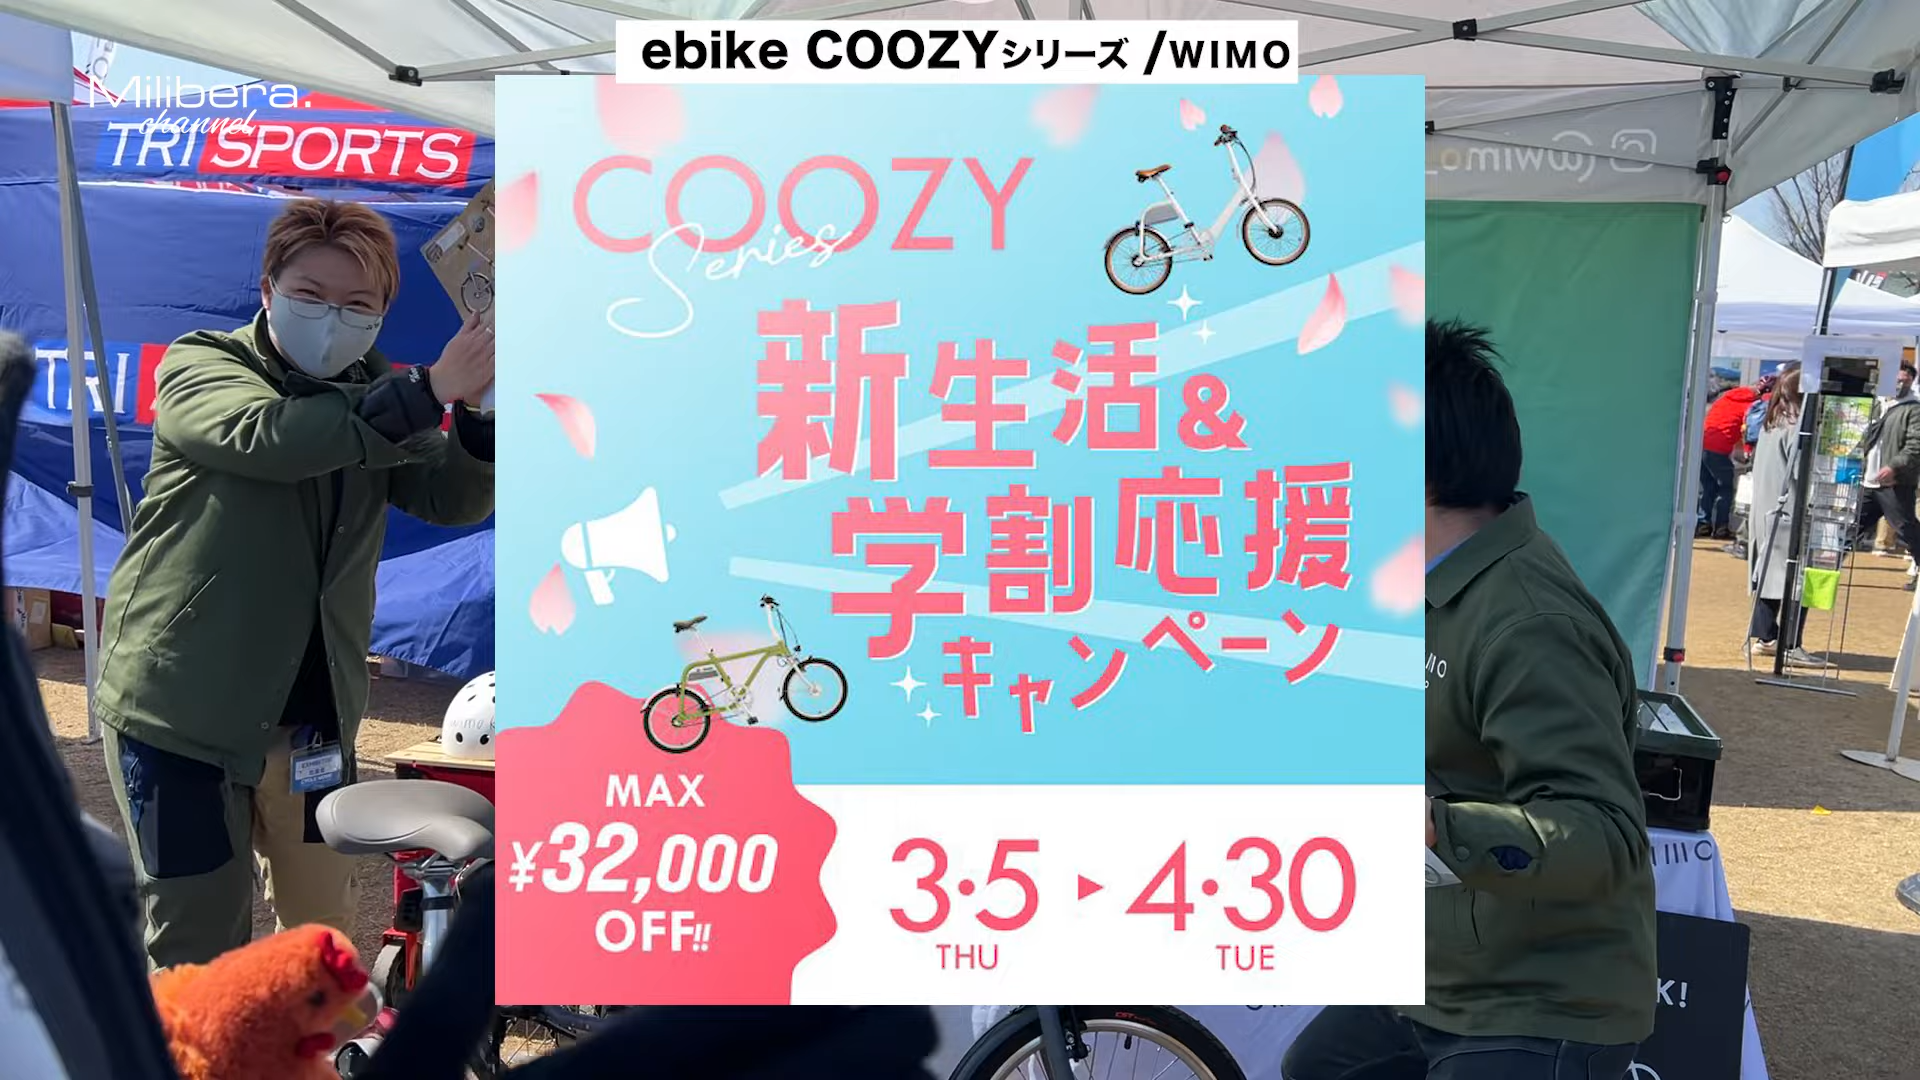 ebike COOZYシリーズ /WIMO
Milibera.
channel
TRI SPORTS
TRI
COOZY
Series
新生活&
学割応援
キャンペーン
MAX
¥32,000
OFF!!
3・5 ▶ 4・30
THU TUE
wimo
K!